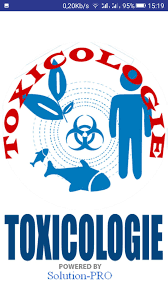 0,20Kb/s 95% 15:19
TOXICOLOGIE
TOXICOLOGIE
POWERED BY
Solution-PRO